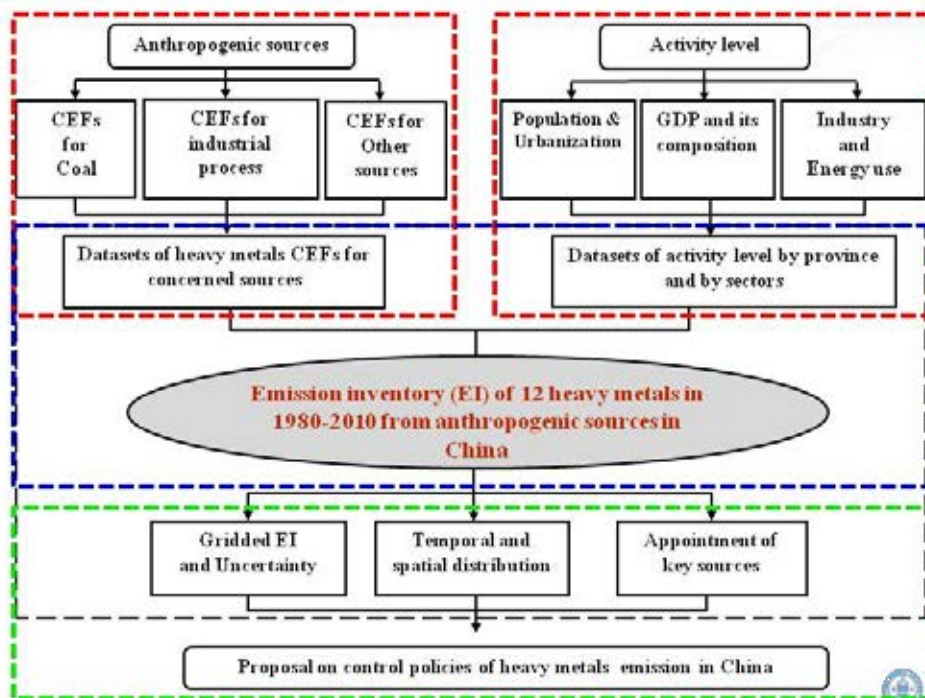 Anthropogenic sources
Activity level
CEFs
for
Coal
CEFs for
industrial
process
CEFs for
Other
sources
Population &
Urbanization
GDP and its
composition
Industry
and
Energy use
Datasets of heavy metals CEFs for
concerned sources
Datasets of activity level by province
and by sectors
Emission inventory (EI) of 12 heavy metals in
1980-2010 from anthropogenic sources in
China
Gridded EI
and Uncertainty
Temporal and
spatial distribution
Appointment of
key sources
Proposal on control policies of heavy metals emission in China